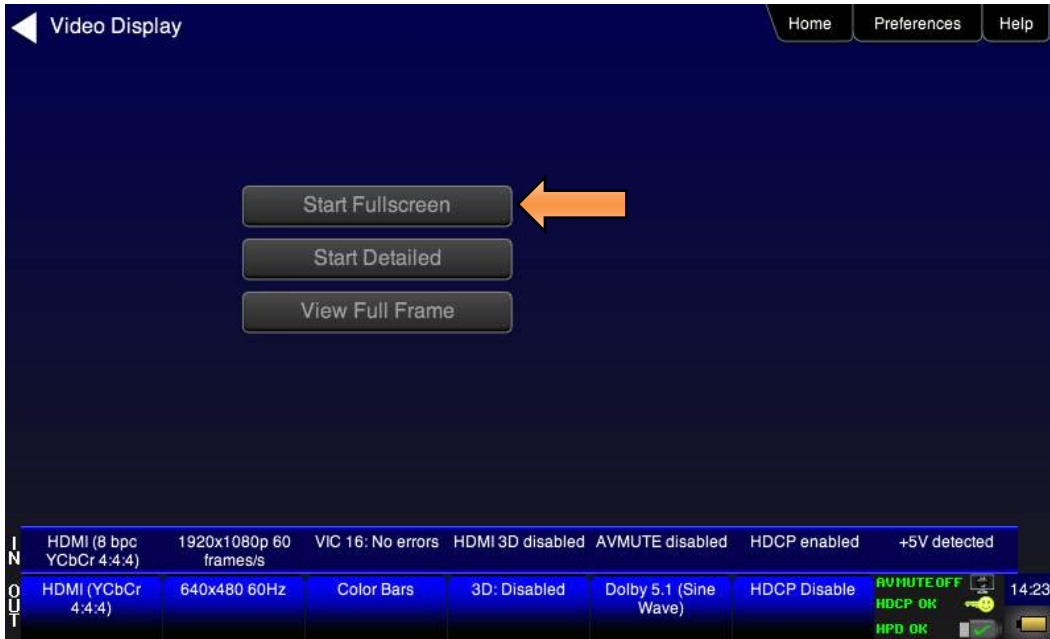 Video Display
Home
Preferences
Help
Start Fullscreen
Start Detailed
View Full Frame
IN
HDMI (8 bpc
YCbCr 4:4:4)
1920x1080p 60
frames/s
VIC 16: No errors
HDMI 3D disabled
AVMUTE disabled
HDCP enabled
+5V detected
OUT
HDMI (YCbCr
4:4:4)
640x480 60Hz
Color Bars
3D: Disabled
Dolby 5.1 (Sine
Wave)
HDCP Disable
AVMUTE OFF
HDCP OK
HPD OK
14:23